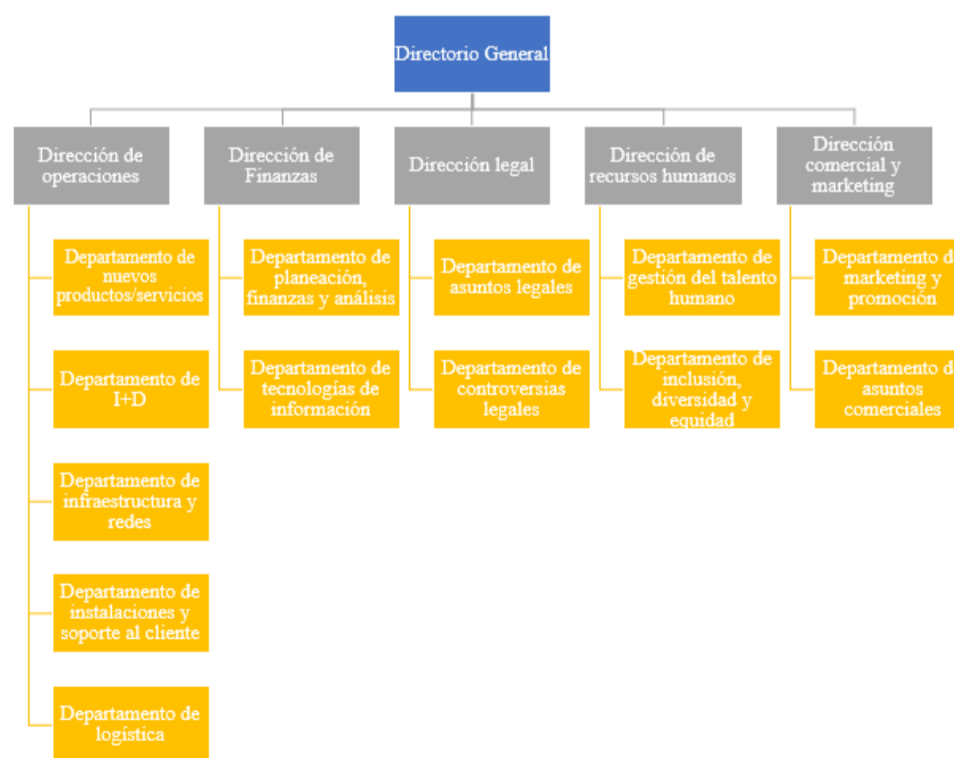 Directorio General
Dirección de
operaciones
Dirección de
Finanzas
Dirección legal
Dirección de
recursos humanos
Dirección
comercial y
marketing
Departamento de
nuevos
productos/servicios
Departamento de
I+D
Departamento de
infraestructura y
redes
Departamento de
instalaciones y
soporte al cliente
Departamento de
logística
Departamento de
planeación,
finanzas y análisis
Departamento de
tecnologías de
información
Departamento de
asuntos legales
Departamento de
controversias
legales
Departamento de
gestión del talento
humano
Departamento de
inclusión,
diversidad y
equidad
Departamento de
marketing y
promoción
Departamento de
asuntos
comerciales